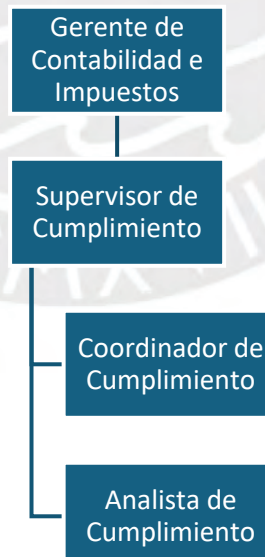 Gerente de
Contabilidad e
Impuestos
Supervisor de
Cumplimiento
Coordinador de
Cumplimiento
Analista de
Cumplimiento